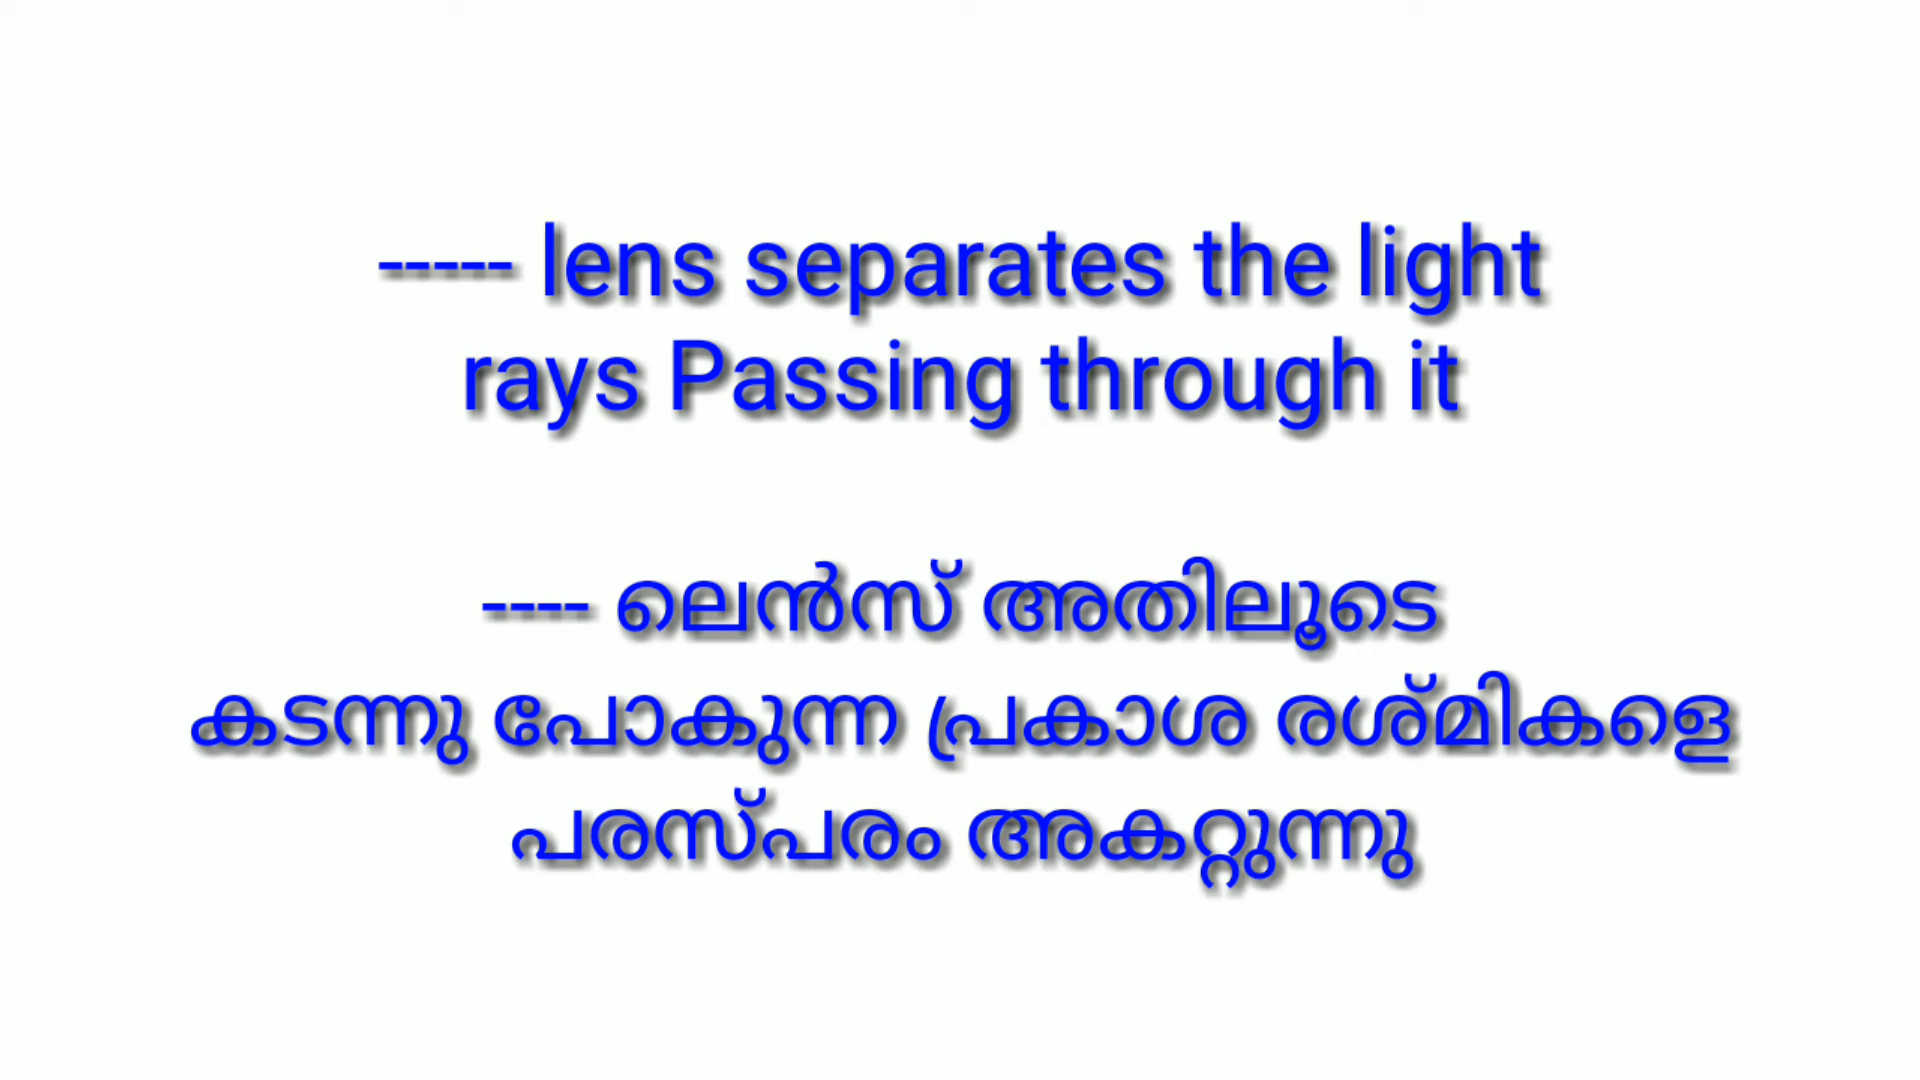 ----- lens separates the light
rays Passing through it
---- ലെൻസ് അതിലൂടെ
കടന്നു പോകുന്ന പ്രകാശ രശ്മികളെ
പരസ്പരം അകറ്റുന്നു